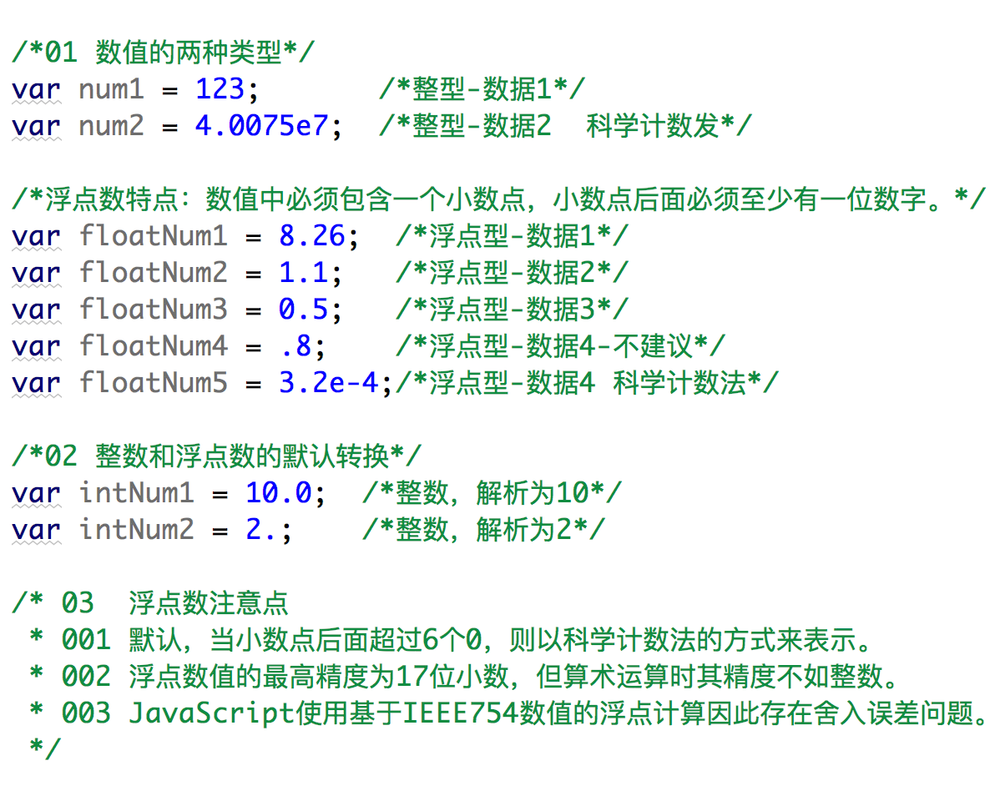 /*01 数值的两种类型*/
var num1 = 123;       /*整型-数据1*/
var num2 = 4.0075e7;  /*整型-数据2  科学计数发*/
/*浮点数特点：数值中必须包含一个小数点，小数点后面必须至少有一位数字。*/
var floatNum1 = 8.26;  /*浮点型-数据1*/
var floatNum2 = 1.1;   /*浮点型-数据2*/
var floatNum3 = 0.5;   /*浮点型-数据3*/
var floatNum4 = .8;    /*浮点型-数据4-不建议*/
var floatNum5 = 3.2e-4;/*浮点型-数据4 科学计数法*/
/*02 整数和浮点数的默认转换*/
var intNum1 = 10.0;  /*整数，解析为10*/
var intNum2 = 2.;    /*整数，解析为2*/
/* 03  浮点数注意点
 * 001 默认，当小数点后面超过6个0，则以科学计数法的方式来表示。
 * 002 浮点数值的最高精度为17位小数，但算术运算时其精度不如整数。
 * 003 JavaScript使用基于IEEE754数值的浮点计算因此存在舍入误差问题。
 */